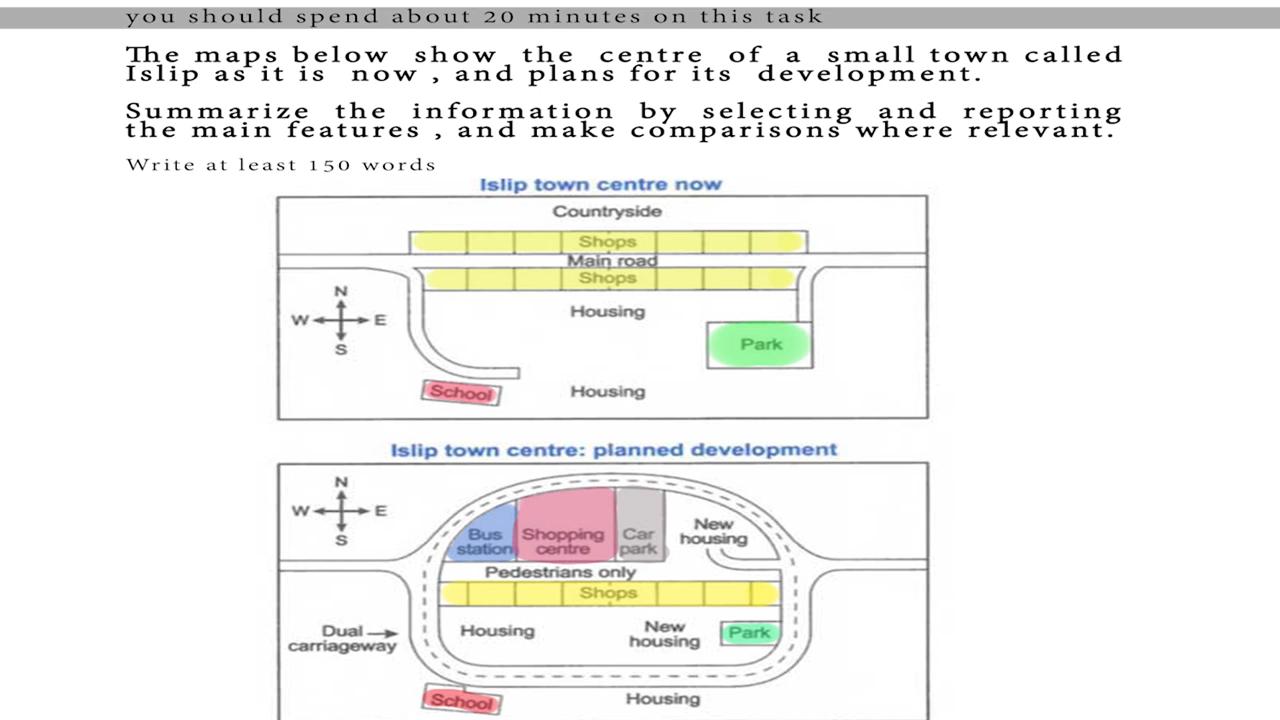 you should spend about 20 minutes on this task
The maps below show the centre of a small town called
Islip as it is now , and plans for its development.
Summarize the information by selecting and reporting
the main features , and make comparisons where relevant.
Write at least 150 words
Islip town centre now
Countryside
Shops
Main road
Shops
N
W E
S
Housing
Park
School
Housing
Islip town centre: planned development
N
W E
S
Bus
station
Shopping
centre
Car
park
New
housing
Pedestrians only
Shops
Dual
carriageway
Housing
New
housing
Park
School
Housing